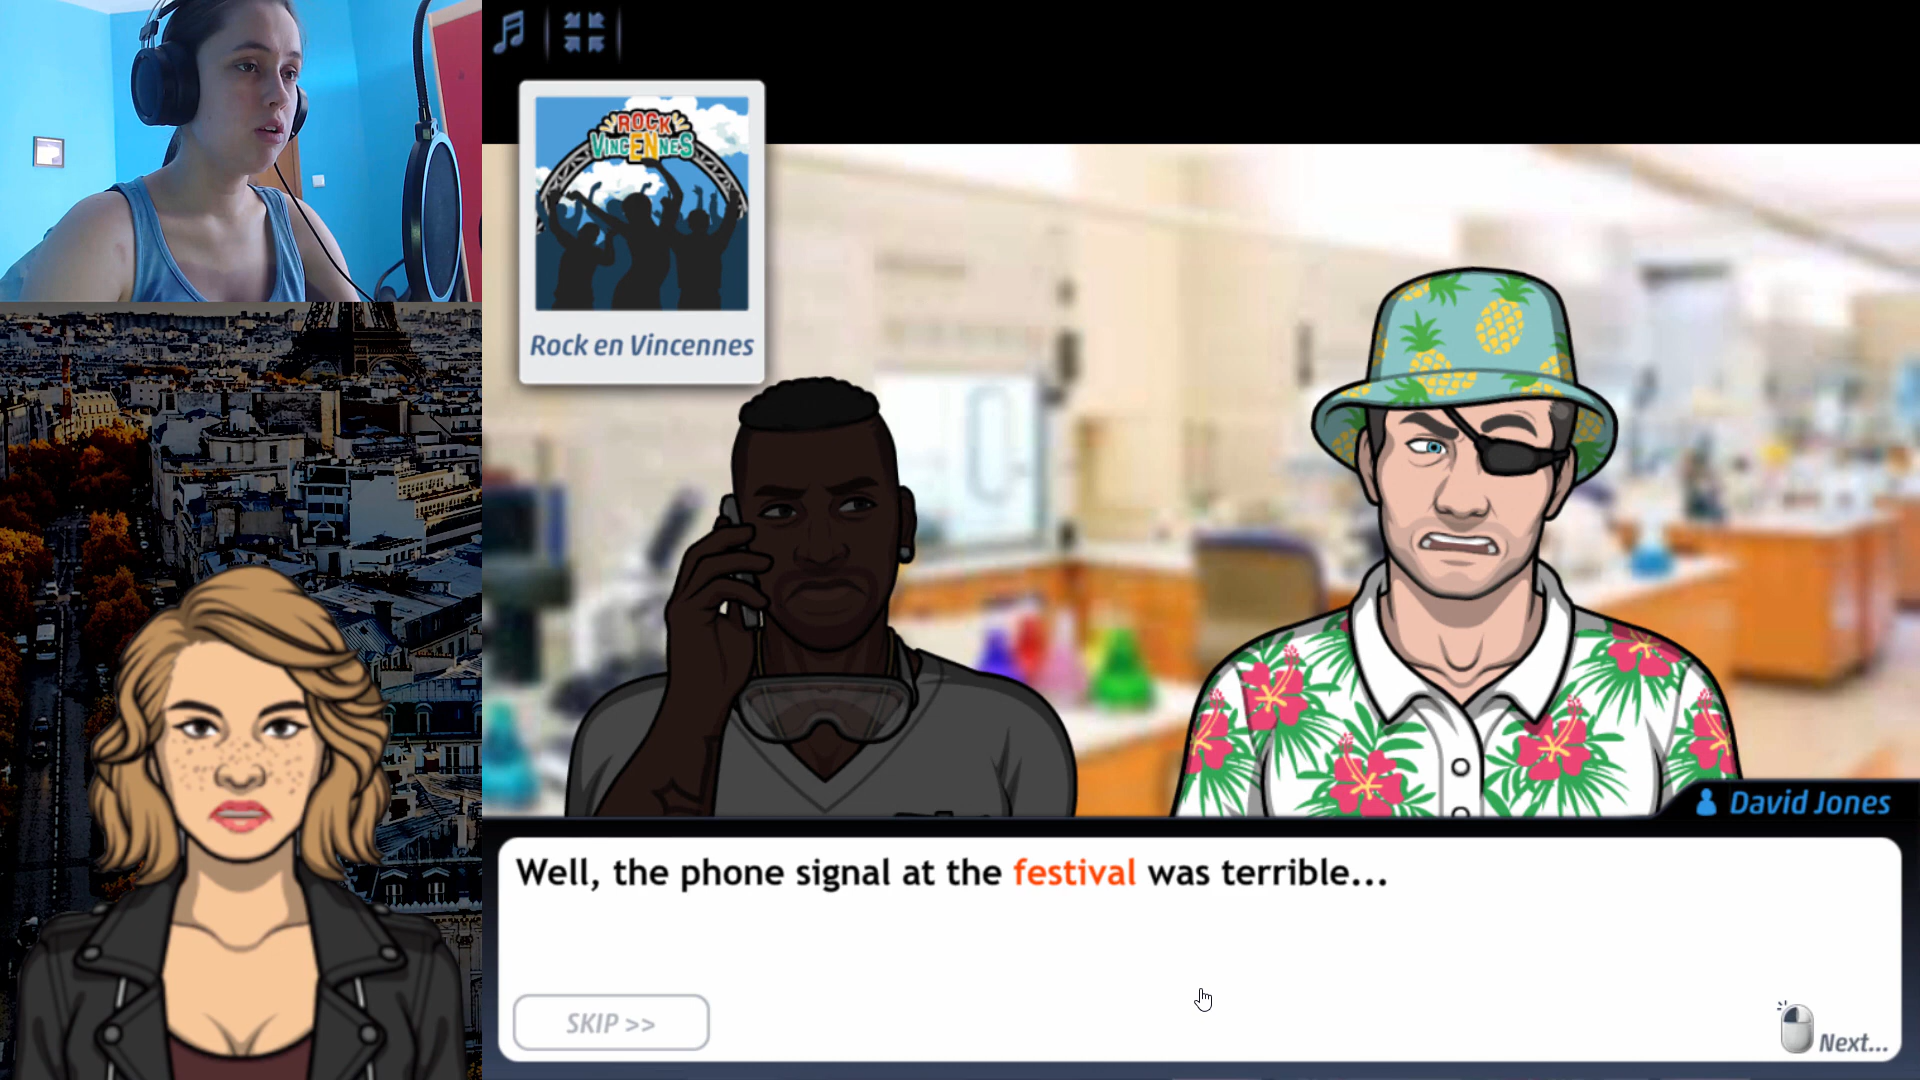 ROCK
VINCENNES
Rock en Vincennes
David Jones
Well, the phone signal at the festival was terrible...
SKIP >>
Next...